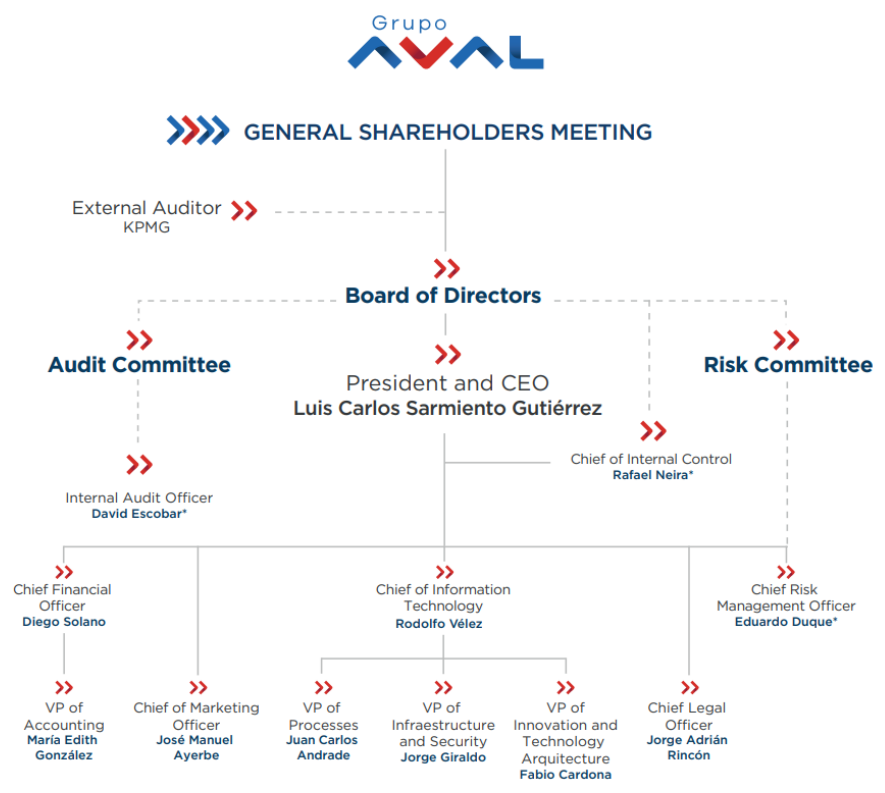 Grupo
AVAL
GENERAL SHAREHOLDERS MEETING
External Auditor
KPMG
Board of Directors
Audit Committee
Risk Committee
President and CEO
Luis Carlos Sarmiento Gutiérrez
Chief of Internal Control
Rafael Neira*
Internal Audit Officer
David Escobar*
Chief Financial
Officer
Diego Solano
Chief of Information
Technology
Rodolfo Vélez
Chief Risk
Management Officer
Eduardo Duque*
VP of
Accounting
María Edith
González
Chief of Marketing
Officer
José Manuel
Ayerbe
VP of
Processes
Juan Carlos
Andrade
VP of
Infraestructure
and Security
Jorge Giraldo
VP of
Innovation and
Technology
Arquitecture
Fabio Cardona
Chief Legal
Officer
Jorge Adrián
Rincón